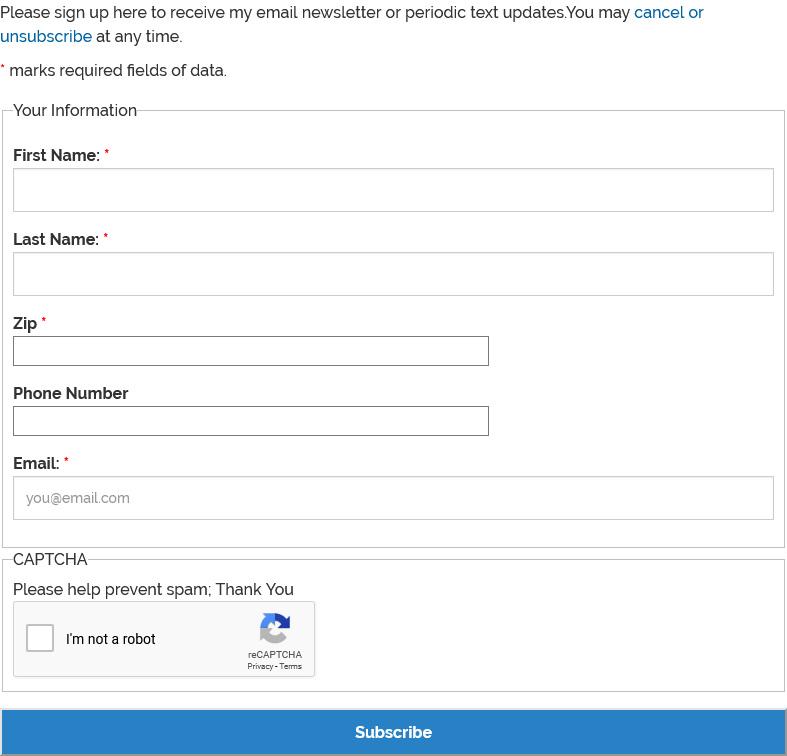 Please sign up here to receive my email newsletter or periodic text updates.You may cancel or
unsubscribe at any time.
* marks required fields of data.
Your Information
First Name: *
Last Name: *
Zip *
Phone Number
Email: *
you@email.com
CAPTCHA
Please help prevent spam; Thank You
I'm not a robot
reCAPTCHA
Privacy - Terms
Subscribe